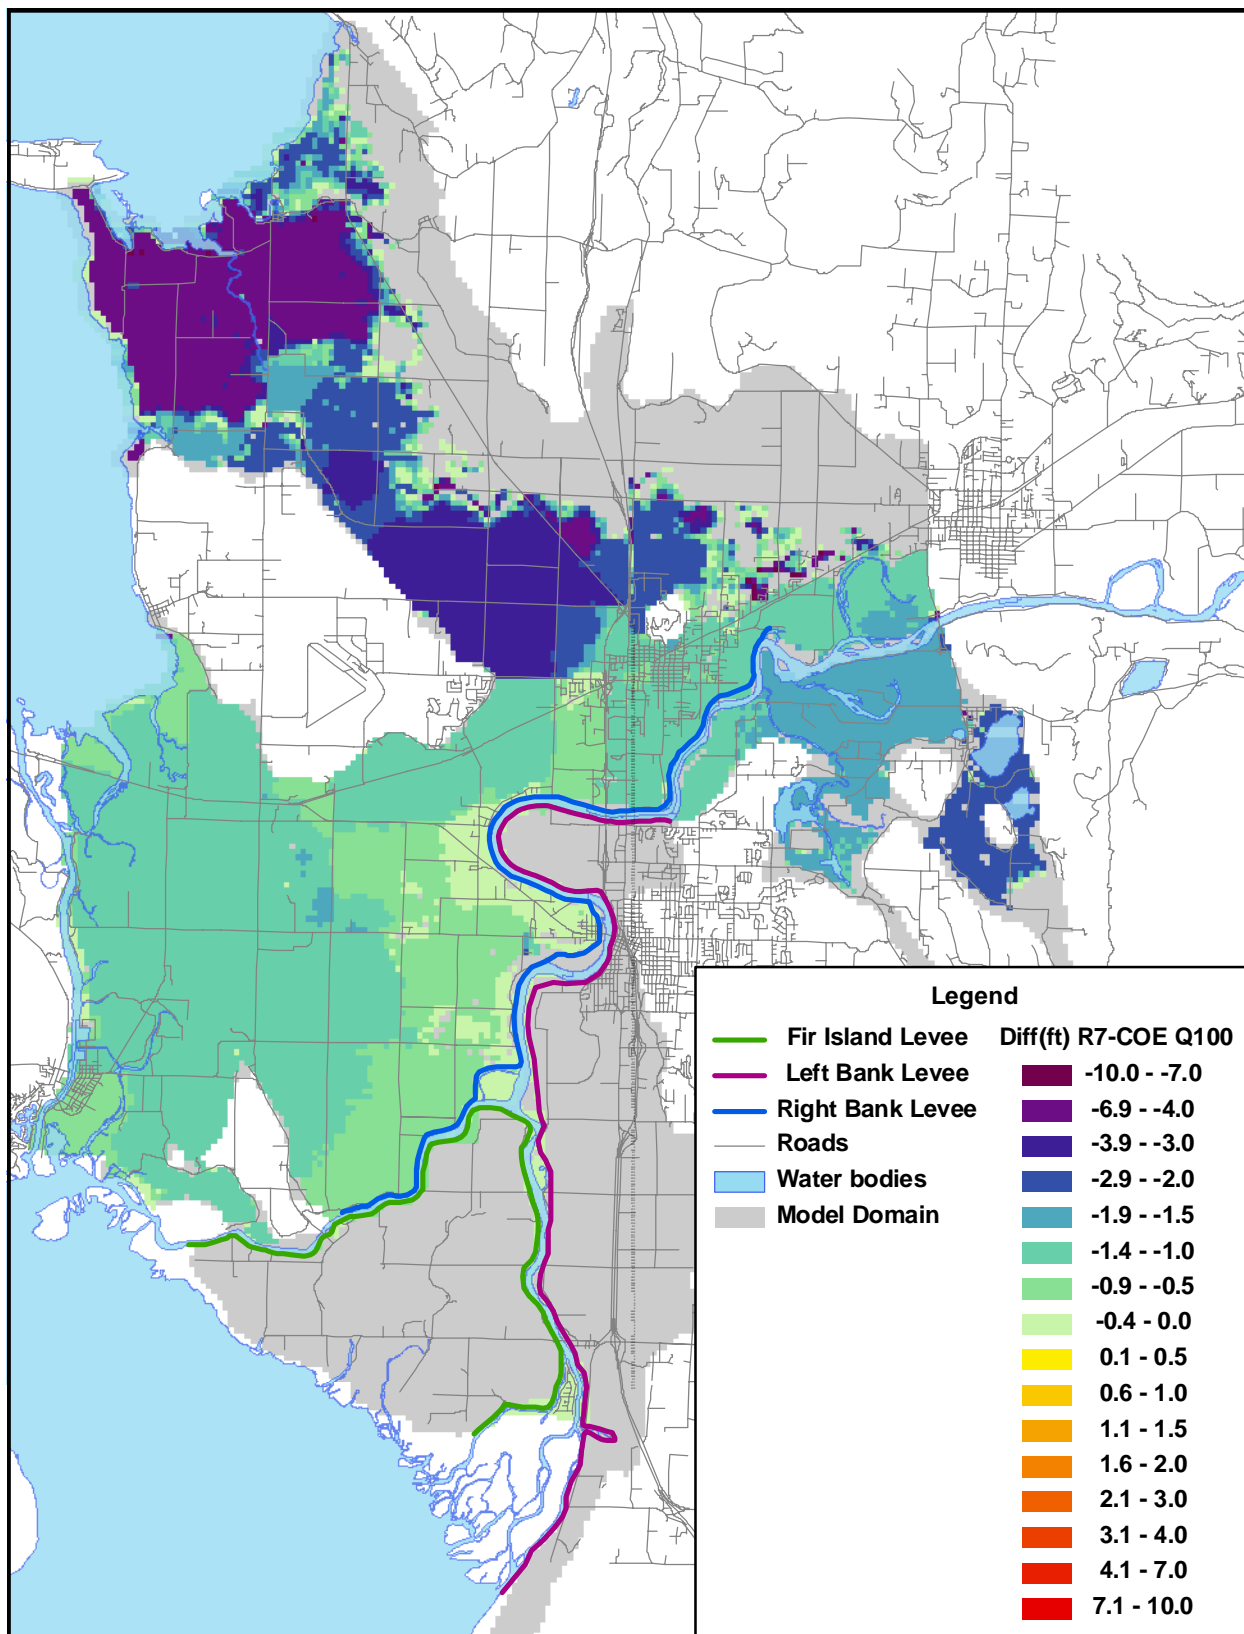 Legend
Fir Island Levee
Left Bank Levee
Right Bank Levee
Roads
Water bodies
Model Domain
Diff(ft) R7-COE Q100
-10.0 - -7.0
-6.9 - -4.0
-3.9 - -3.0
-2.9 - -2.0
-1.9 - -1.5
-1.4 - -1.0
-0.9 - -0.5
-0.4 - 0.0
0.1 - 0.5
0.6 - 1.0
1.1 - 1.5
1.6 - 2.0
2.1 - 3.0
3.1 - 4.0
4.1 - 7.0
7.1 - 10.0